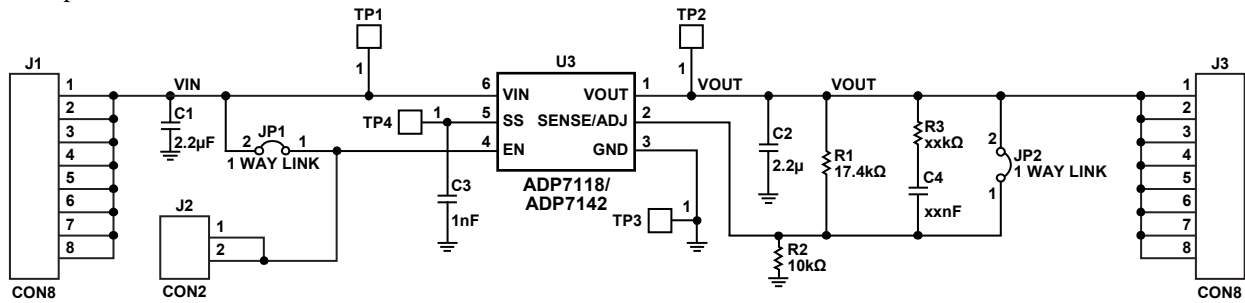 TP1
TP2
J1
U3
J3
1
1
1
VIN
6
VIN
VOUT
1
VOUT
VOUT
1
2
C1
TP4
1
5
SS
SENSE/ADJ
2
R3
2
3
2.2µF
JP1
C2
xxkΩ
2
3
4
2
1
4
EN
GND
3
2.2µ
R1
JP2
4
5
1 WAY LINK
17.4kΩ
C4
1 WAY LINK
5
6
C3
ADP7118/
1
1
6
7
J2
1nF
ADP7142
xxnF
7
8
1
TP3
8
2
R2
10kΩ
CON8
CON2
CON8